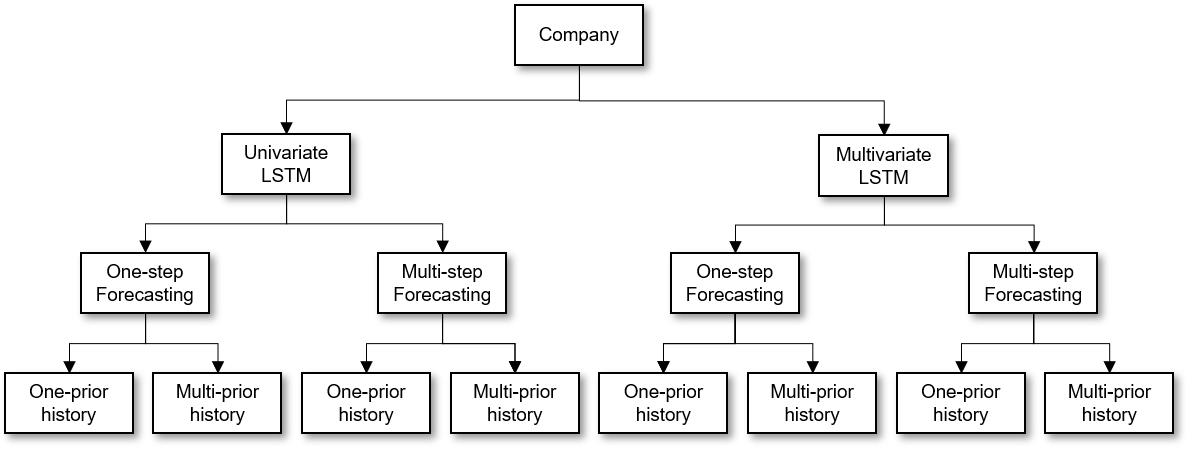 Company
Univariate
LSTM
Multivariate
LSTM
One-step
Forecasting
Multi-step
Forecasting
One-step
Forecasting
Multi-step
Forecasting
One-prior
history
Multi-prior
history
One-prior
history
Multi-prior
history
One-prior
history
Multi-prior
history
One-prior
history
Multi-prior
history